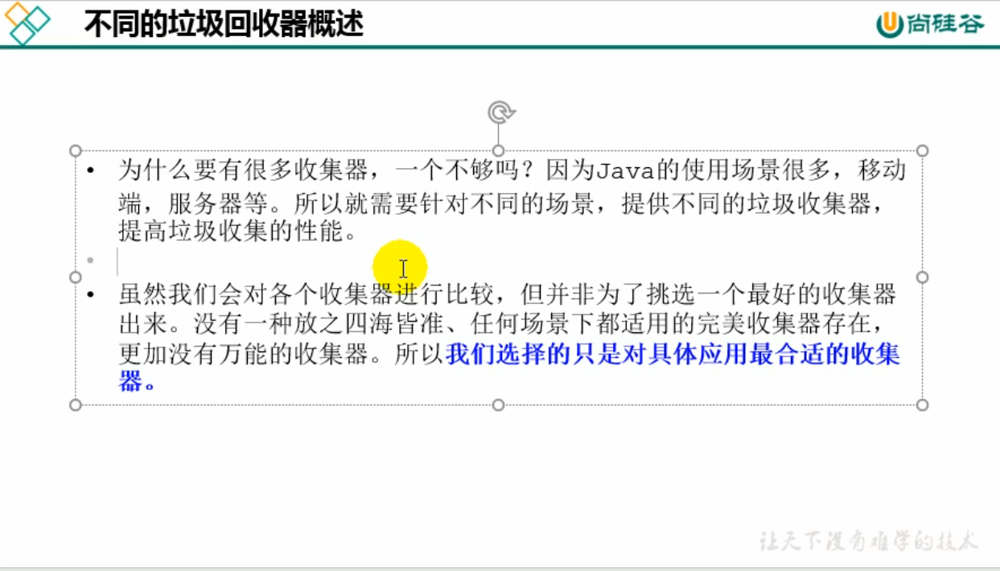 不同的垃圾回收器概述
尚硅谷
• 为什么要有很多收集器，一个不够吗？因为Java的使用场景很多，移动
端，服务器等。所以就需要针对不同的场景，提供不同的垃圾收集器，
提高垃圾收集的性能。
• 虽然我们会对各个收集器进行比较，但并非为了挑选一个最好的收集器
出来。没有一种放之四海皆准、任何场景下都适用的完美收集器存在，
更加没有万能的收集器。所以我们选择的只是对具体应用最合适的收集
器。
让天下没有难学的技术